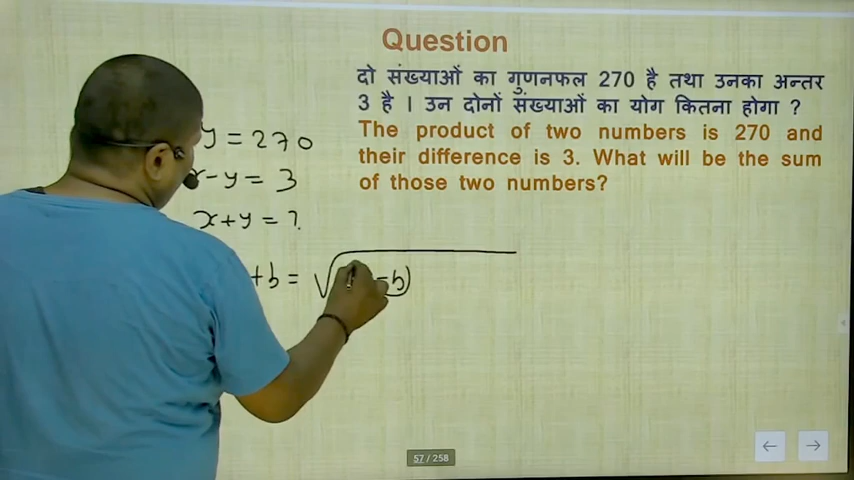 Question
दो संख्याओं का गुणनफल 270 है तथा उनका अन्तर
3 है । उन दोनों संख्याओं का योग कितना होगा ?
The product of two numbers is 270 and
their difference is 3. What will be the sum
of those two numbers?
y = 270
x-y = 3
x+y = ?
+b = √ -b)
57 / 258